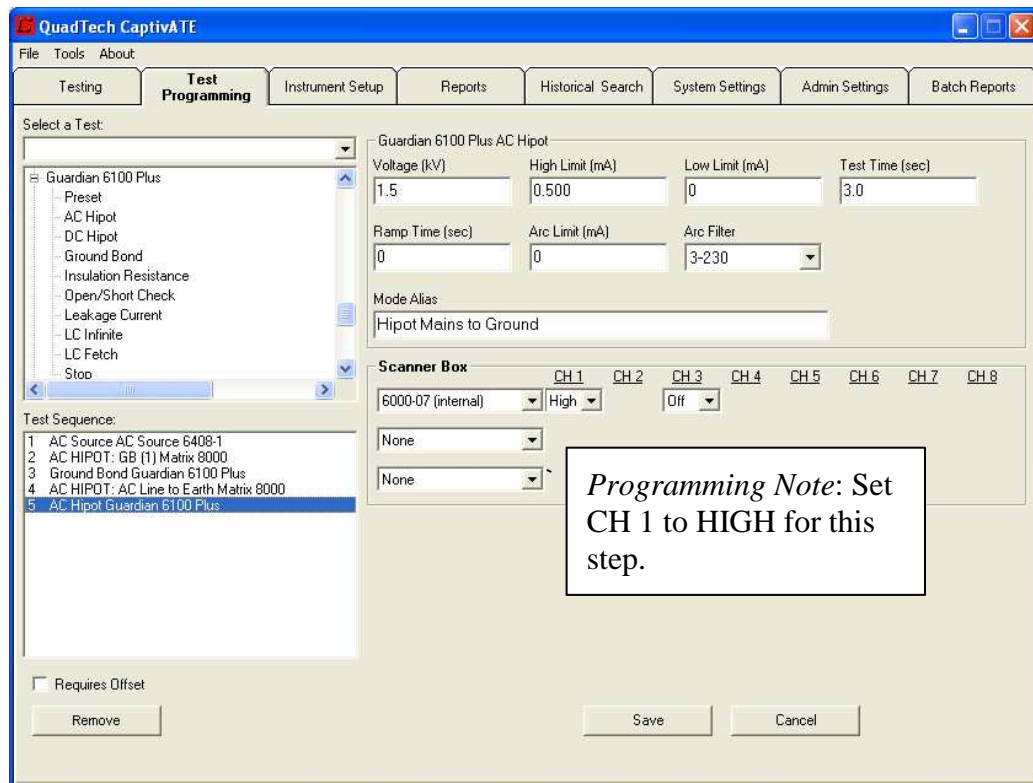 QuadTech CaptivATE
File Tools About
Testing
Test Programming
Instrument Setup
Reports
Historical Search
System Settings
Admin Settings
Batch Reports
Select a Test:
Guardian 6100 Plus
Preset
AC Hipot
DC Hipot
Ground Bond
Insulation Resistance
Open/Short Check
Leakage Current
LC Infinite
LC Fetch
Stop
Test Sequence:
1 AC Source AC Source 6408-1
2 AC HIPOT: GB (1) Matrix 8000
3 Ground Bond Guardian 6100 Plus
4 AC HIPOT: AC Line to Earth Matrix 8000
5 AC Hipot Guardian 6100 Plus
Requires Offset
Remove
Guardian 6100 Plus AC Hipot
Voltage (kV) High Limit (mA) Low Limit (mA) Test Time (sec)
1.5 0.500 0 3.0
Ramp Time (sec) Arc Limit (mA) Arc Filter
0 0 3-230
Mode Alias
Hipot Mains to Ground
Scanner Box
CH 1 CH 2 CH 3 CH 4 CH 5 CH 6 CH 7 CH 8
6000-07 (internal) High Off
None
None `
Programming Note: Set
CH 1 to HIGH for this
step.
Save Cancel